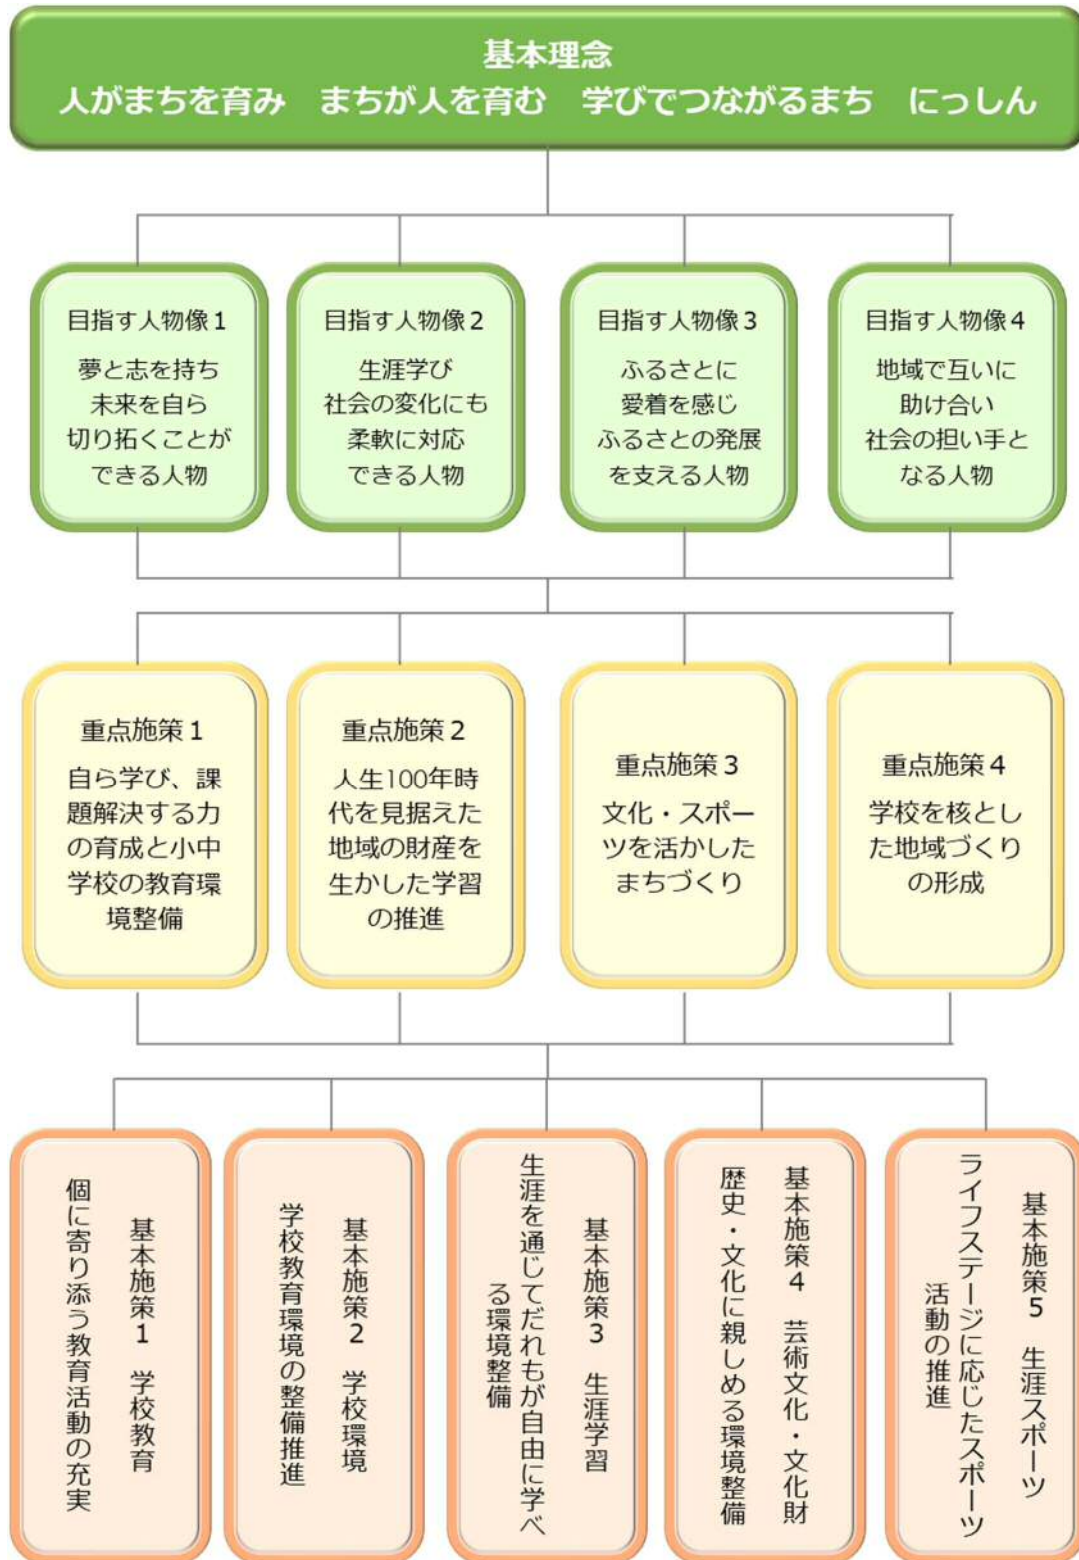 基本理念
人がまちを育み　まちが人を育む　学びでつながるまち　にっしん
目指す人物像1
夢と志を持ち
未来を自ら
切り拓くことが
できる人物
目指す人物像2
生涯学び
社会の変化にも
柔軟に対応
できる人物
目指す人物像3
ふるさとに
愛着を感じ
ふるさとの発展
を支える人物
目指す人物像4
地域で互いに
助け合い
社会の担い手と
なる人物
重点施策1
自ら学び、課
題解決する力
の育成と小中
学校の教育環
境整備
重点施策2
人生100年時
代を見据えた
地域の財産を
生かした学習
の推進
重点施策3
文化・スポー
ツを活かした
まちづくり
重点施策4
学校を核とし
た地域づくり
の形成
基本施策1　学校教育
個に寄り添う教育活動の充実
基本施策2　学校環境
学校教育環境の整備推進
基本施策3　生涯学習
生涯を通じてだれもが自由に学べ
る環境整備
基本施策4　芸術文化・文化財
歴史・文化に親しめる環境整備
基本施策5　生涯スポーツ
ライフステージに応じたスポーツ
活動の推進